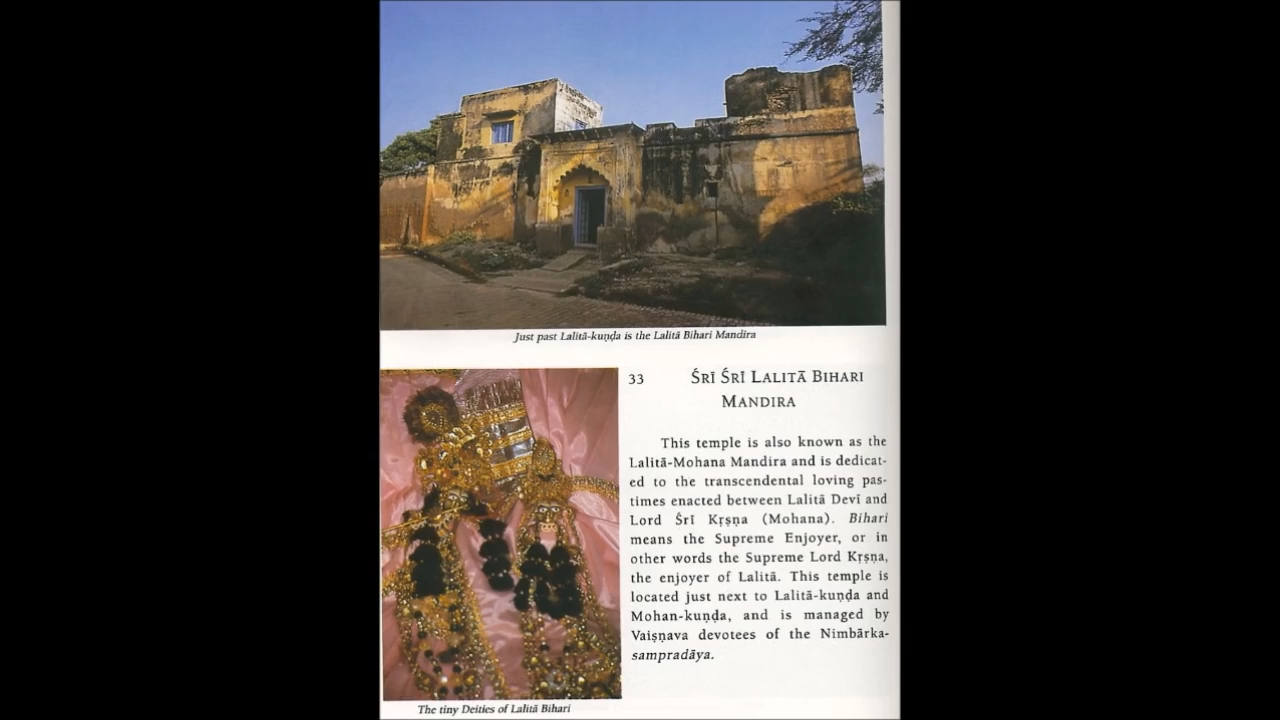 Just past Lalitā-kuṇḍa is the Lalitā Bihari Mandira
33 ŚRĪ ŚRĪ LALITĀ BIHARI
MANDIRA
This temple is also known as the
Lalitā-Mohana Mandira and is dedicat-
ed to the transcendental loving pas-
times enacted between Lalitā Devī and
Lord Śrī Kṛṣṇa (Mohana). Bihari
means the Supreme Enjoyer, or in
other words the Supreme Lord Kṛṣṇa,
the enjoyer of Lalitā. This temple is
located just next to Lalitā-kuṇḍa and
Mohan-kuṇḍa, and is managed by
Vaiṣṇava devotees of the Nimbārka-
sampradāya.
The tiny Deities of Lalitā Bihari